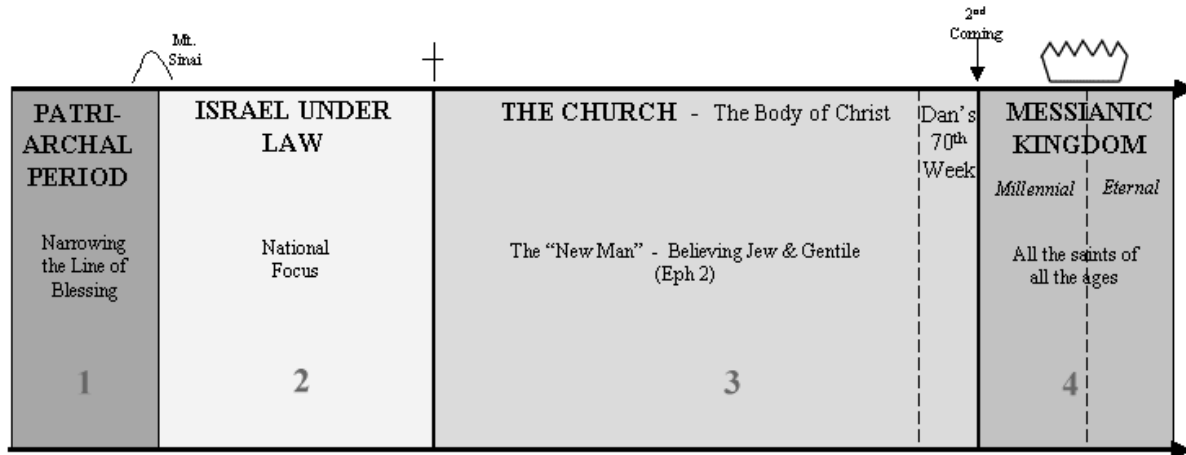 Mt.
Sinai
2nd
Coming
PATRI-
ARCHAL
PERIOD
Narrowing
the Line of
Blessing
1
ISRAEL UNDER
LAW
National
Focus
2
THE CHURCH - The Body of Christ
The “New Man” - Believing Jew & Gentile
(Eph 2)
3
Dan’s
70th
Week
MESSIANIC
KINGDOM
Millennial Eternal
All the saints of
all the ages
4